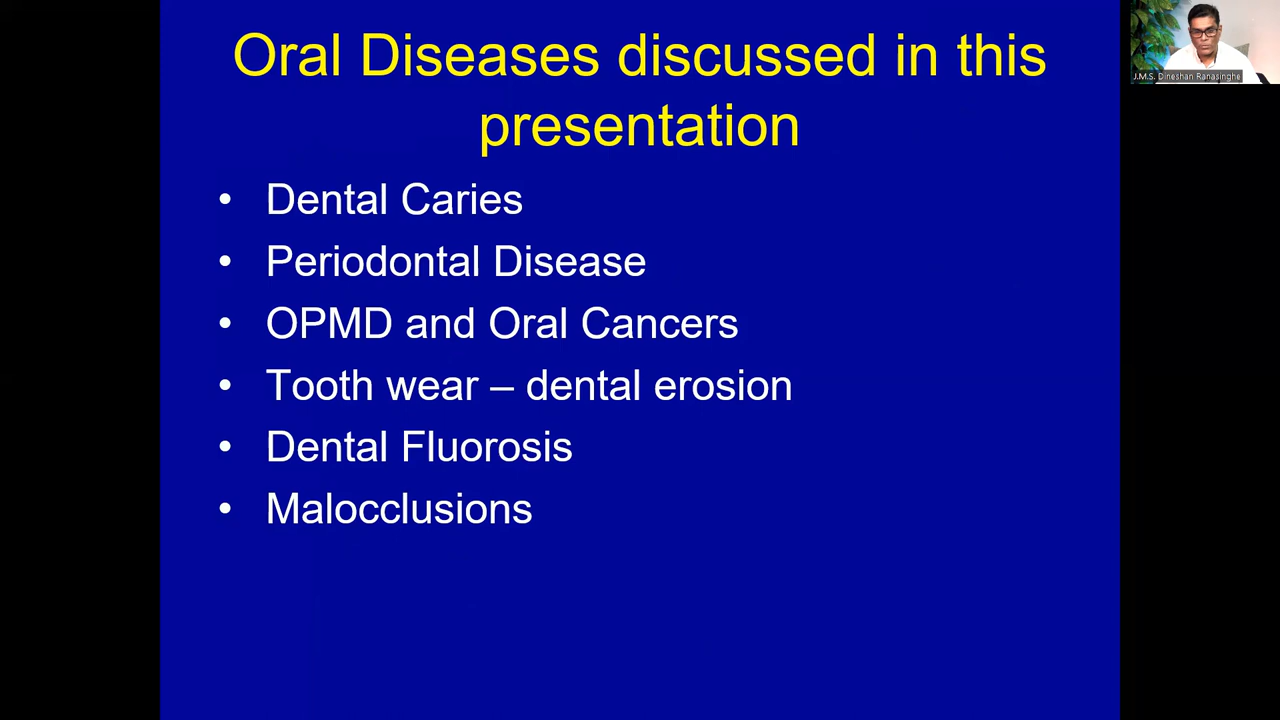 Oral Diseases discussed in this
presentation
• Dental Caries
• Periodontal Disease
• OPMD and Oral Cancers
• Tooth wear – dental erosion
• Dental Fluorosis
• Malocclusions
J.M.S. Dineshan Ranasinghe